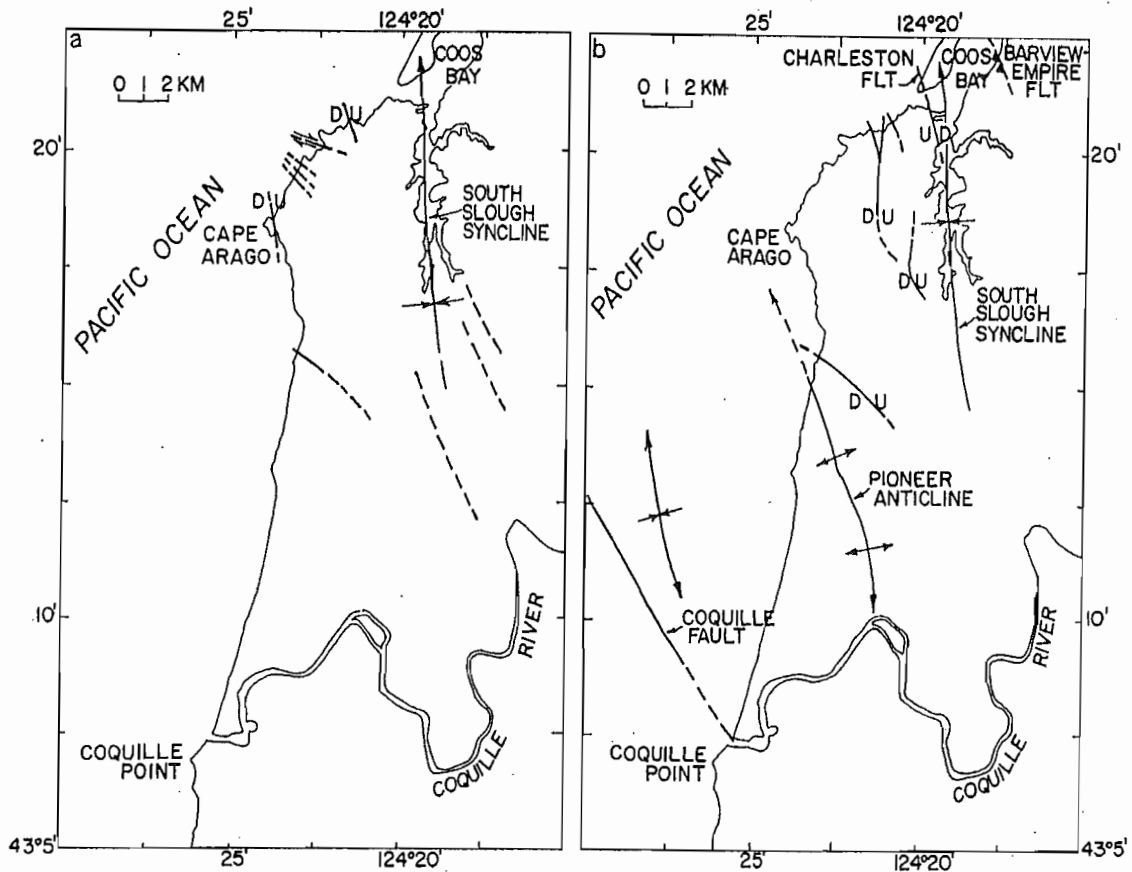 a
25'
124°20'
COOS
BAY
0 1 2 KM
D U
20'
PACIFIC OCEAN
D U
CAPE
ARAGO
SOUTH
SLOUGH
SYNCLINE
10'
RIVER
COQUILLE
POINT
COQUILLE
43°5'
25'
124°20'
b
25'
124°20'
CHARLESTON
FLT
COOS
BAY
BARVIEW-
EMPIRE
FLT
0 1 2 KM
U D
20'
PACIFIC OCEAN
D U
CAPE
ARAGO
D U
SOUTH
SLOUGH
SYNCLINE
D U
PIONEER
ANTICLINE
COQUILLE
FAULT
10'
RIVER
COQUILLE
POINT
COQUILLE
25'
124°20'